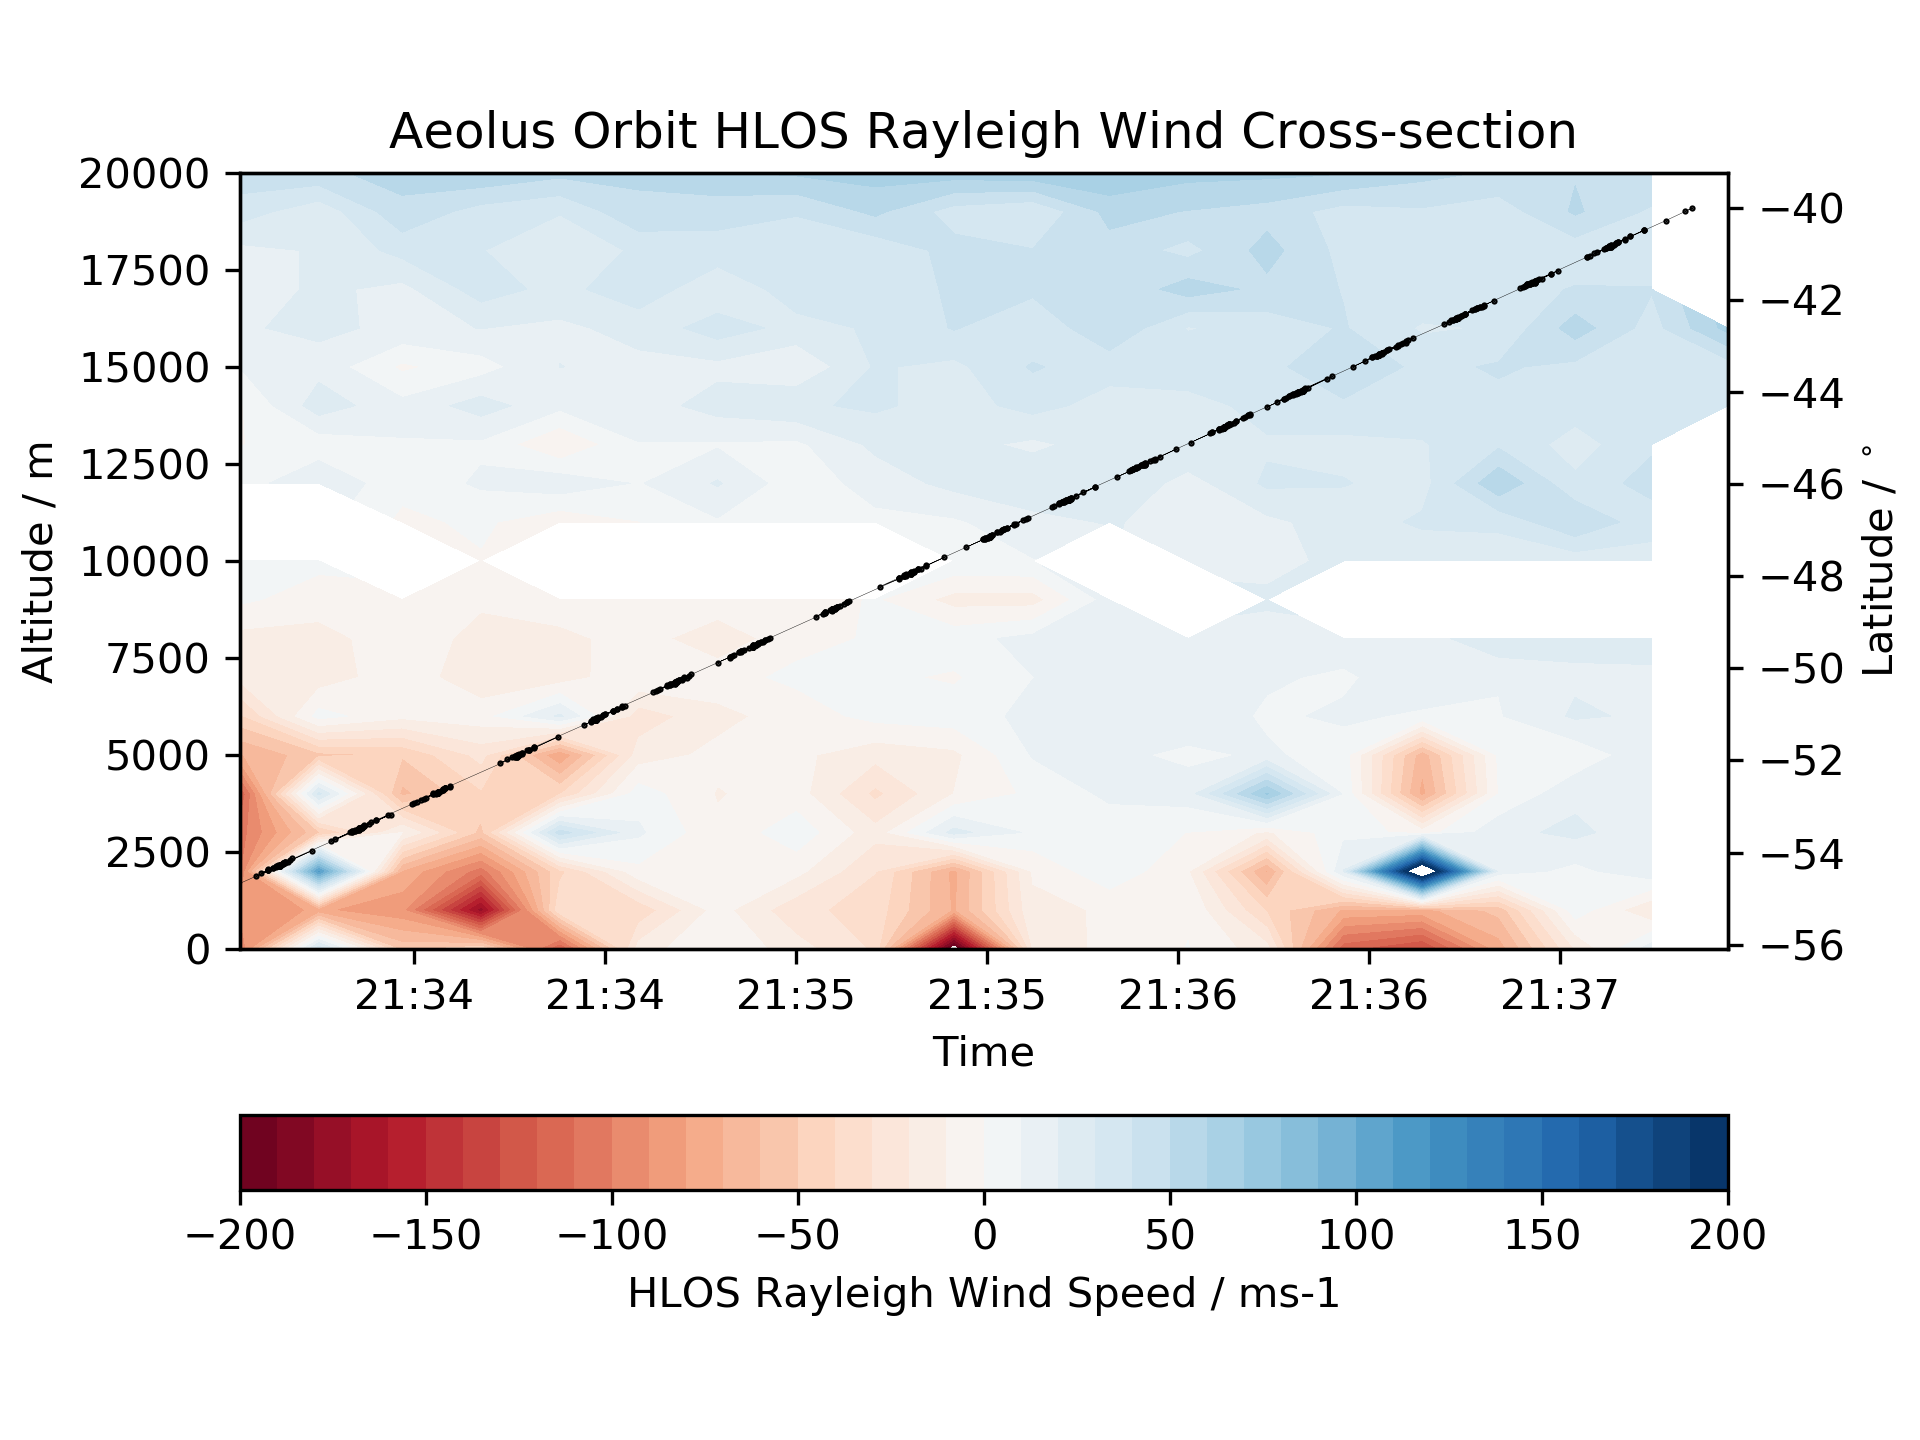 Aeolus Orbit HLOS Rayleigh Wind Cross-section
20000
17500
15000
12500
10000
7500
5000
2500
0
Altitude / m
−40
−42
−44
−46
−48
−50
−52
−54
−56
Latitude / °
21:34 21:34 21:35 21:35 21:36 21:36 21:37
Time
−200 −150 −100 −50 0 50 100 150 200
HLOS Rayleigh Wind Speed / ms-1